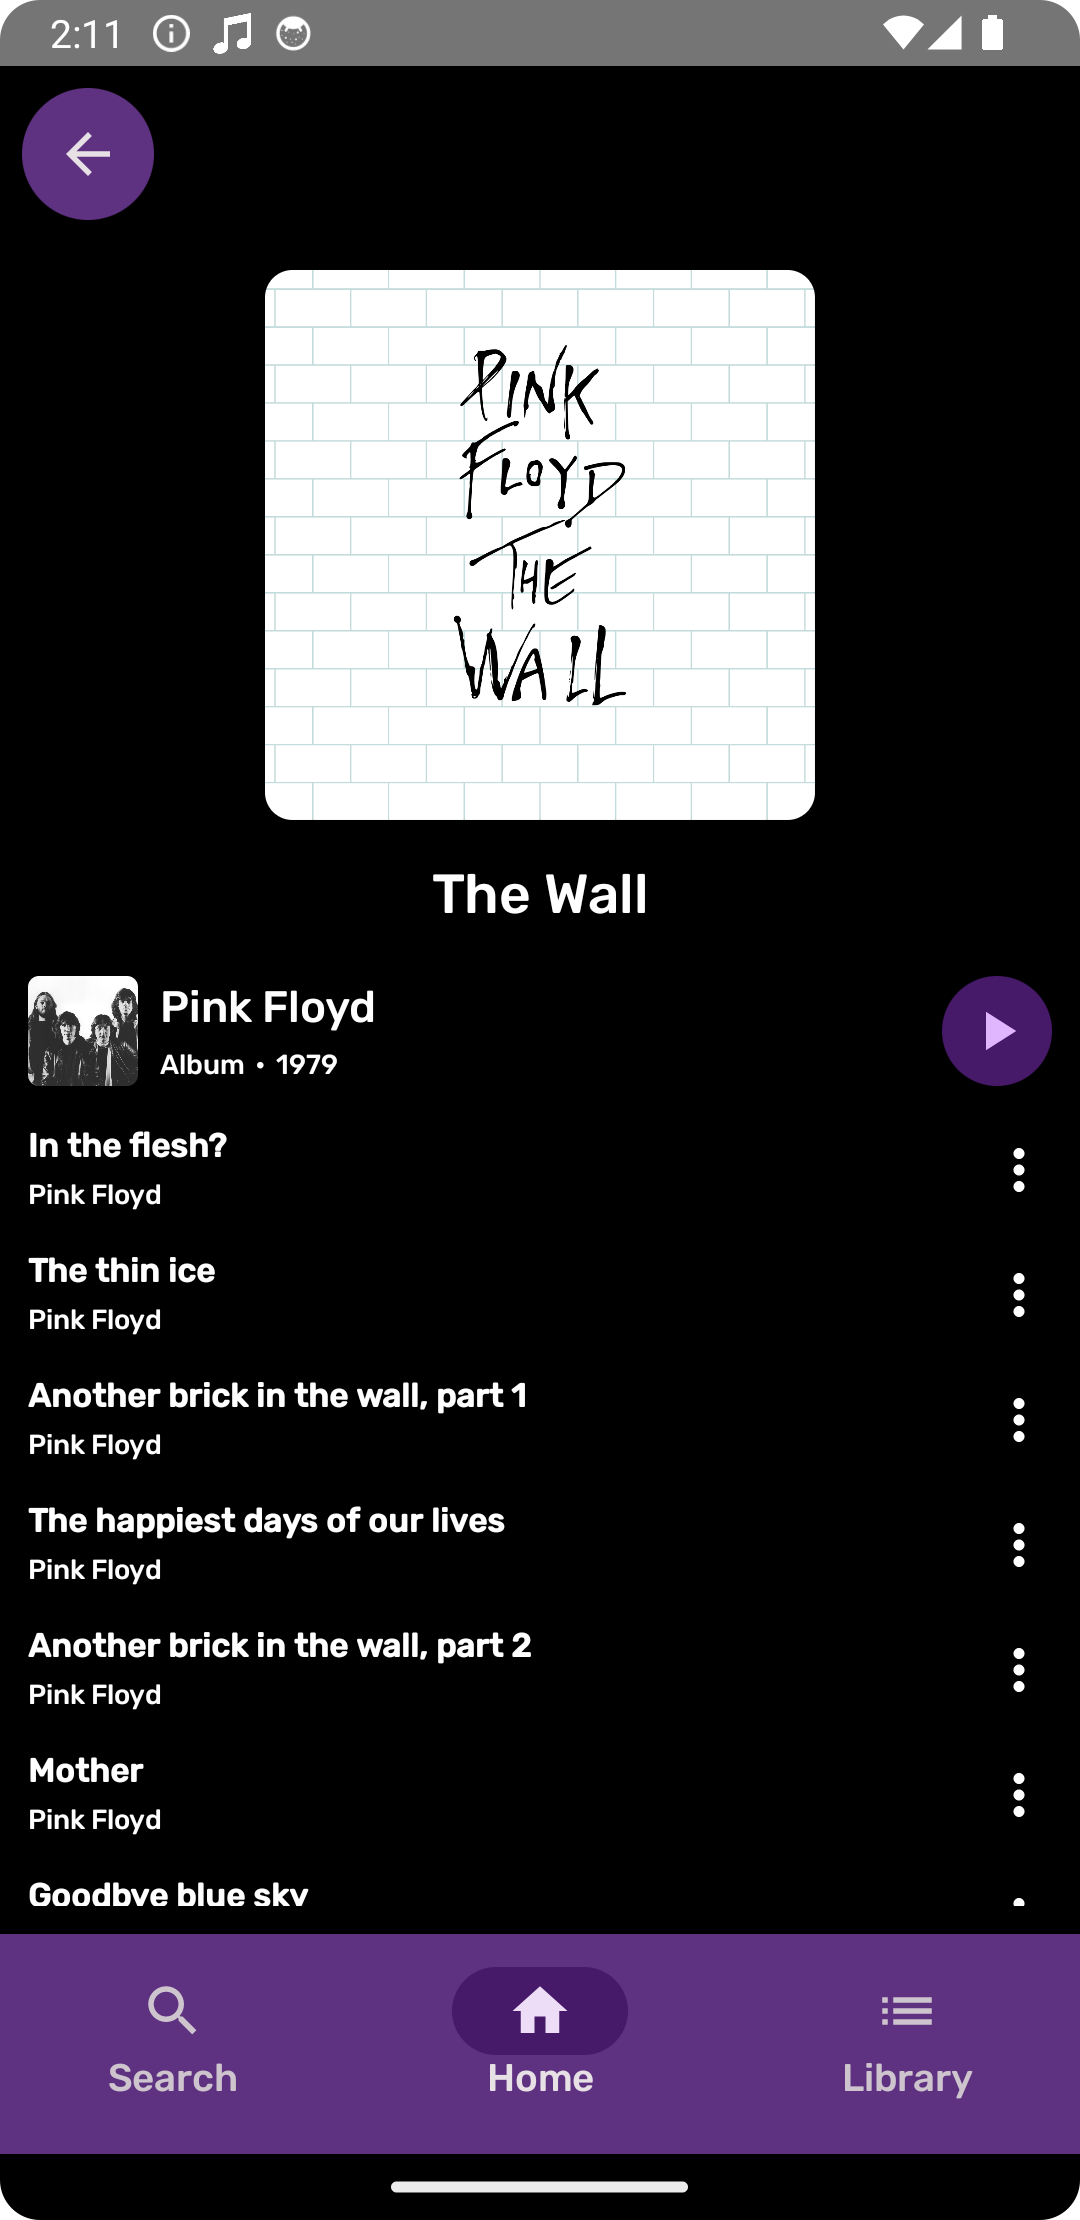 2:11
PINK
FLOYD
THE
WALL
The Wall
Pink Floyd
Album • 1979
In the flesh?
Pink Floyd
The thin ice
Pink Floyd
Another brick in the wall, part 1
Pink Floyd
The happiest days of our lives
Pink Floyd
Another brick in the wall, part 2
Pink Floyd
Mother
Pink Floyd
Goodbye blue sky
Search
Home
Library